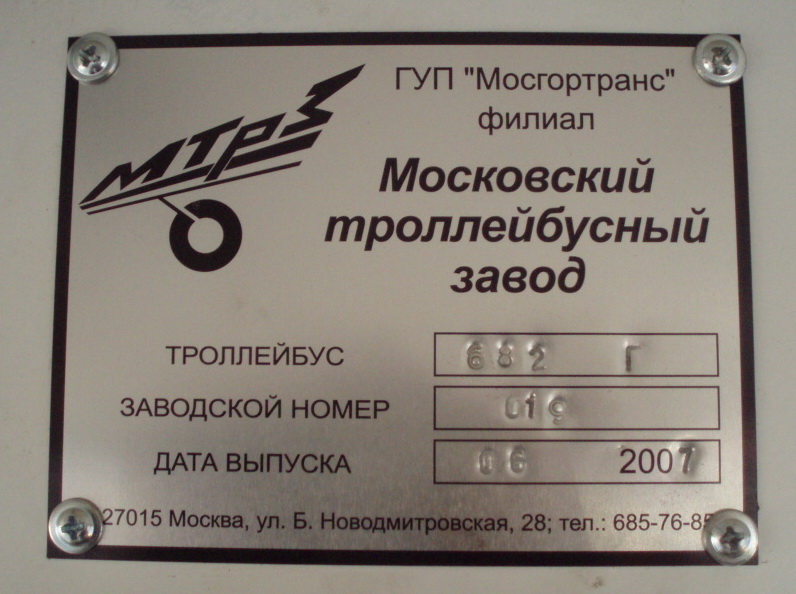 МТРЗ
ГУП "Мосгортранс"
филиал
Московский
троллейбусный
завод
ТРОЛЛЕЙБУС 682 Г
ЗАВОДСКОЙ НОМЕР 019
ДАТА ВЫПУСКА 06 2007
27015 Москва, ул. Б. Новодмитровская, 28; тел.: 685-76-85